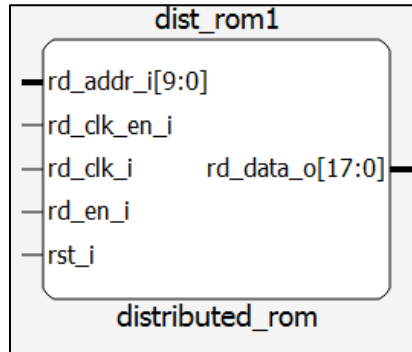 dist_rom1
rd_addr_i[9:0]
rd_clk_en_i
rd_clk_i rd_data_o[17:0]
rd_en_i
rst_i
distributed_rom